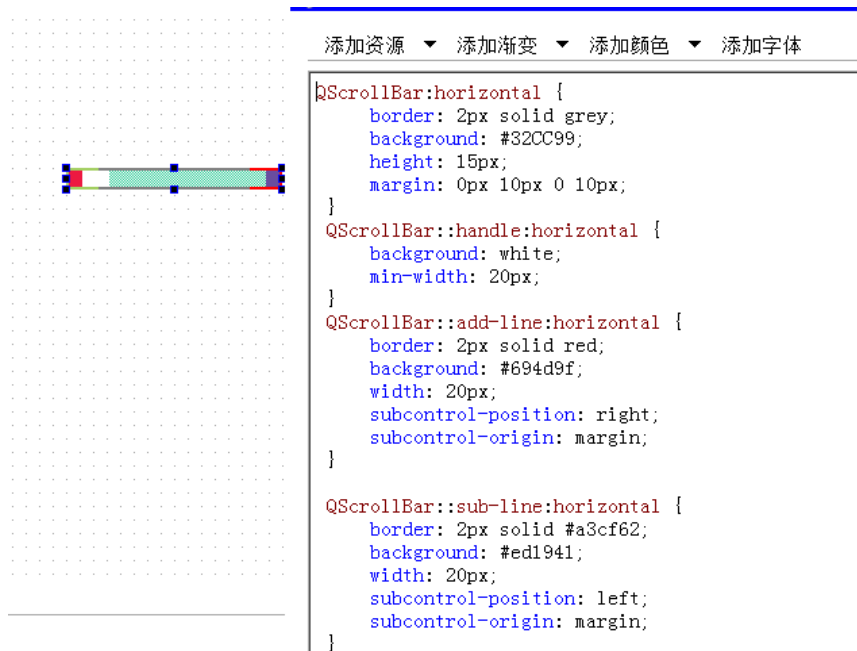 添加资源 添加渐变 添加颜色 添加字体
QScrollBar:horizontal {
border: 2px solid grey;
background: #32CC99;
height: 15px;
margin: 0px 10px 0 10px;
}
QScrollBar::handle:horizontal {
background: white;
min-width: 20px;
}
QScrollBar::add-line:horizontal {
border: 2px solid red;
background: #694d9f;
width: 20px;
subcontrol-position: right;
subcontrol-origin: margin;
}
QScrollBar::sub-line:horizontal {
border: 2px solid #a3cf62;
background: #ed1941;
width: 20px;
subcontrol-position: left;
subcontrol-origin: margin;
}